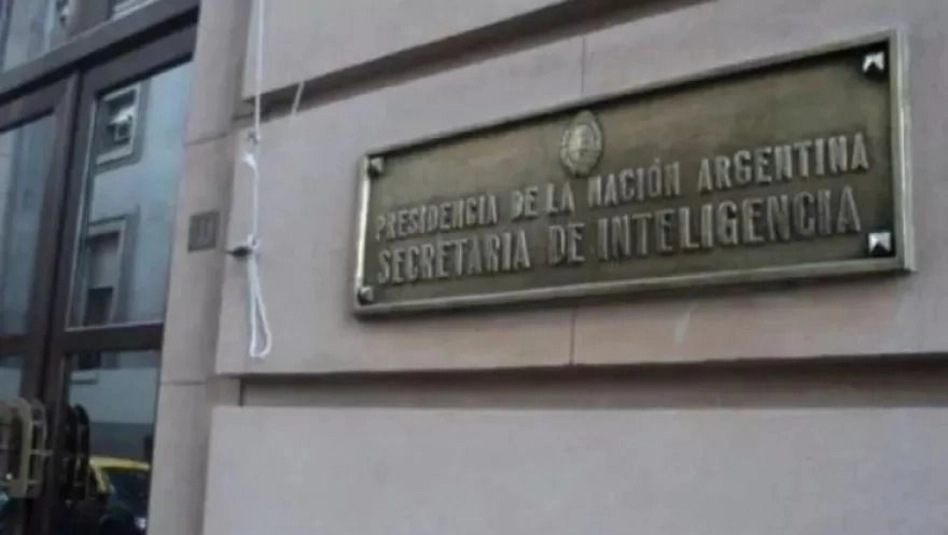 PRESIDENCIA DE LA NACIÓN ARGENTINA
SECRETARIA DE INTELIGENCIA